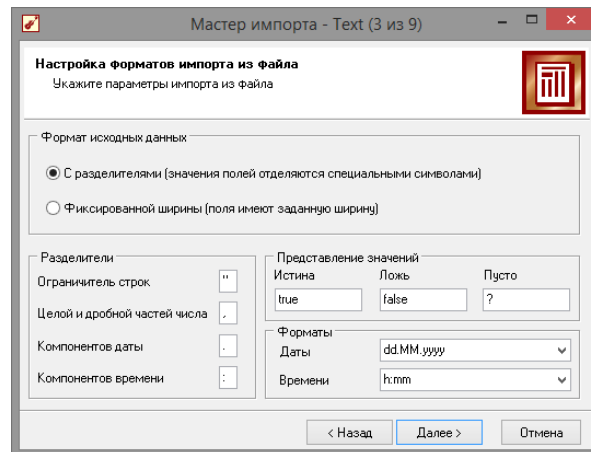 Мастер импорта - Text (3 из 9)
Настройка форматов импорта из файла
Укажите параметры импорта из файла
Формат исходных данных
С разделителями (значения полей отделяются специальными символами)
Фиксированной ширины (поля имеют заданную ширину)
Разделители
Ограничитель строк "
Целой и дробной частей числа ,
Компонентов даты .
Компонентов времени :
Представление значений
Истина Ложь Пусто
true false ?
Форматы
Даты dd.MM.yyyy
Времени h:mm
< Назад Далее > Отмена